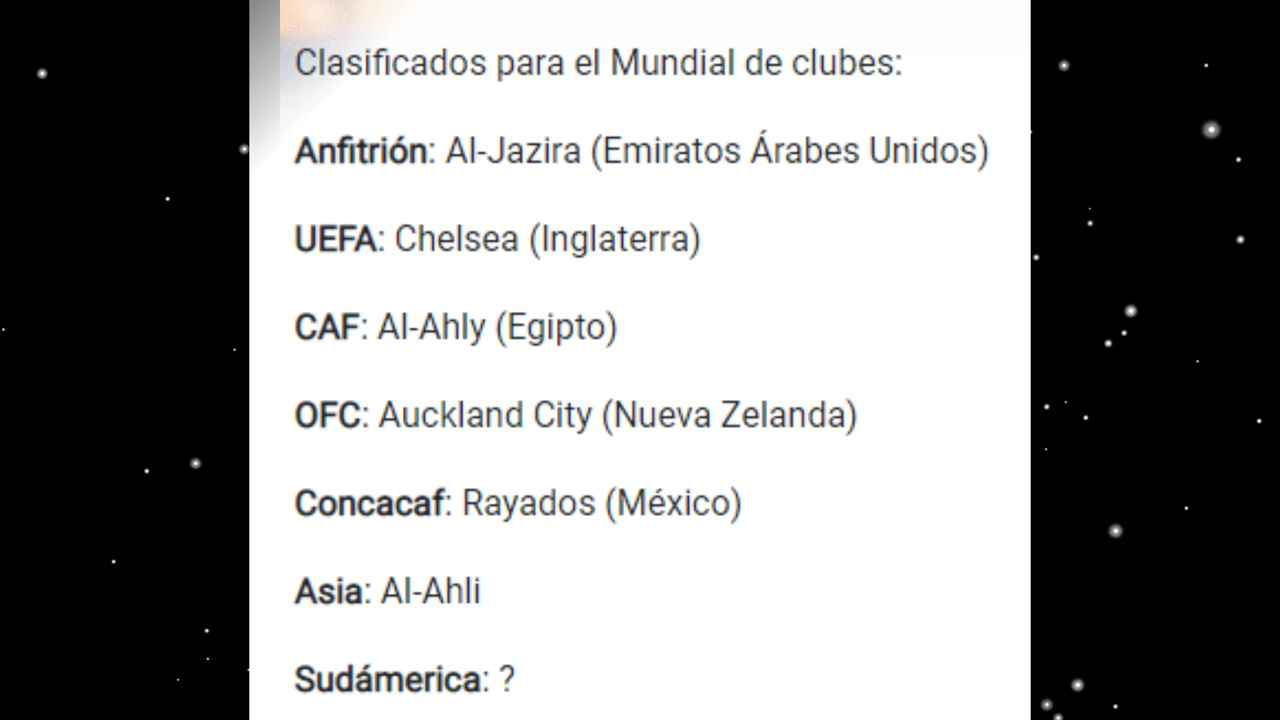 Clasificados para el Mundial de clubes:
Anfitrión: Al-Jazira (Emiratos Árabes Unidos)
UEFA: Chelsea (Inglaterra)
CAF: Al-Ahly (Egipto)
OFC: Auckland City (Nueva Zelanda)
Concacaf: Rayados (México)
Asia: Al-Ahli
Sudámerica: ?